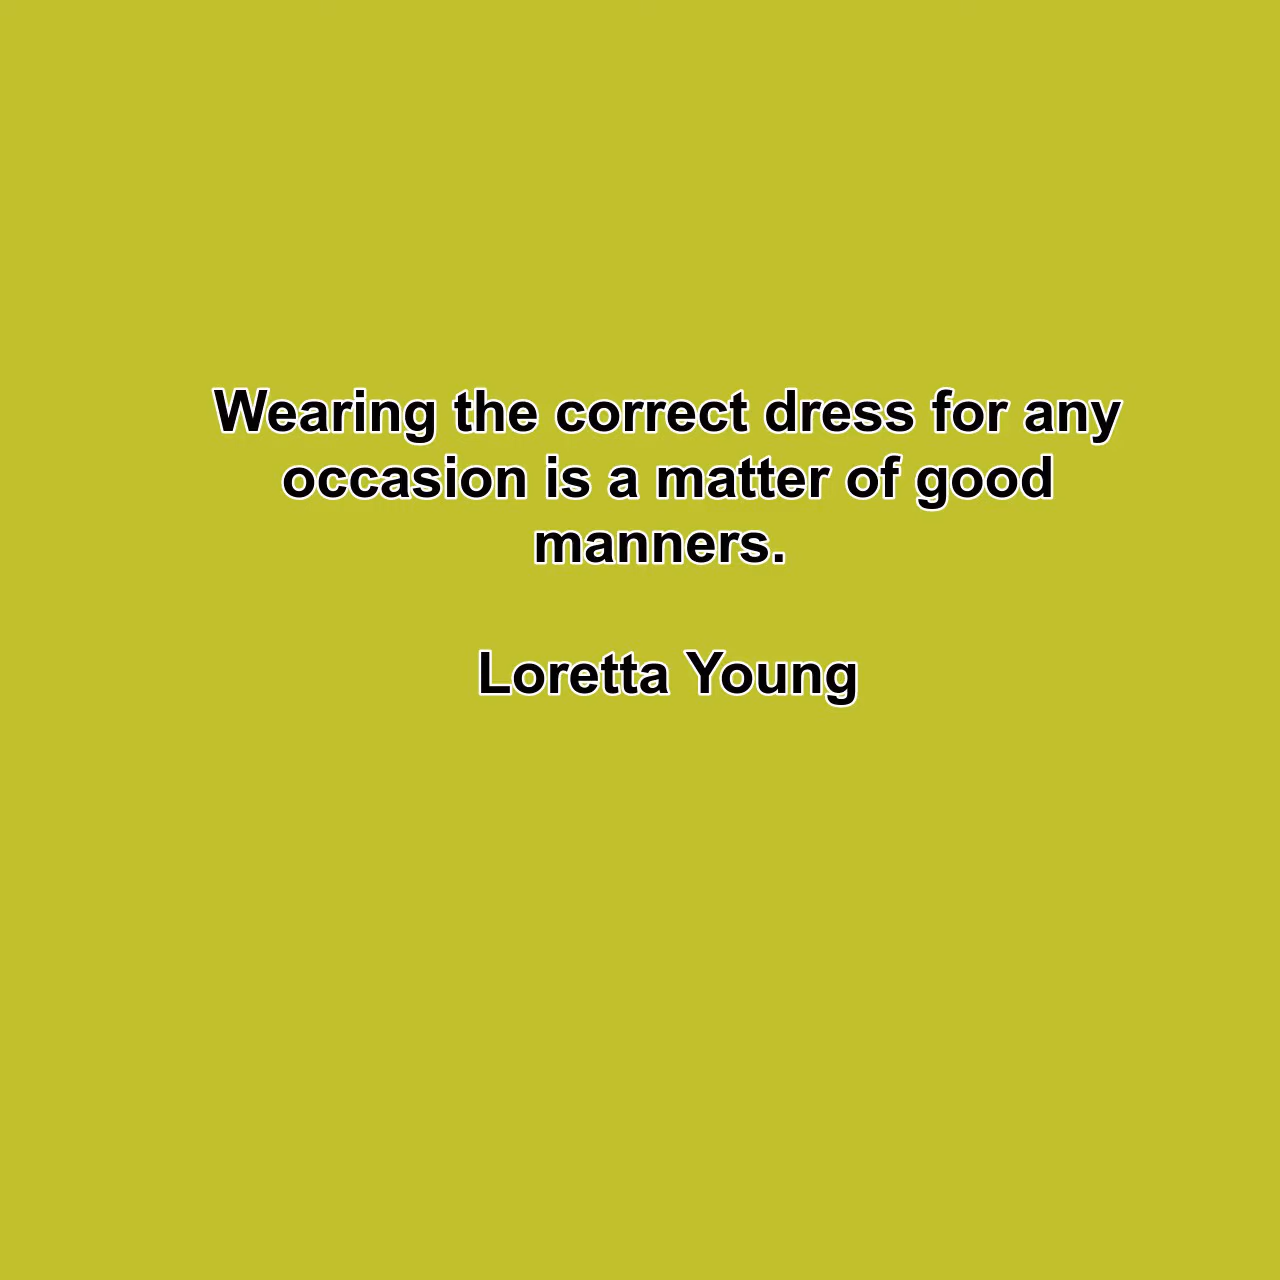 Wearing the correct dress for any
occasion is a matter of good
manners.
Loretta Young